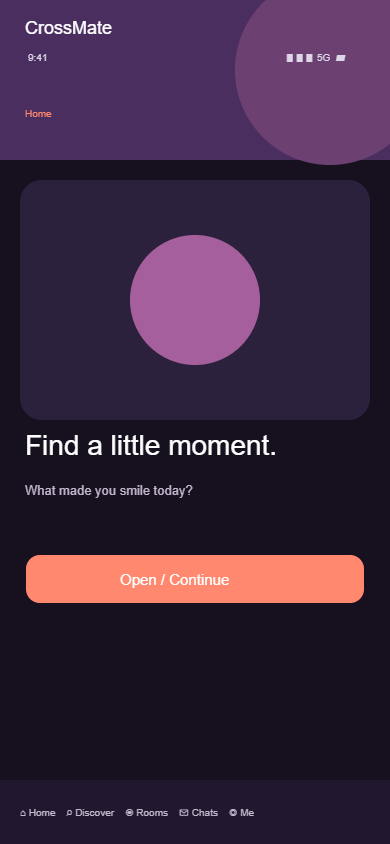 CrossMate
9:41 5G
Home
Find a little moment.
What made you smile today?
Open / Continue
⌂ Home ⌕ Discover ◉ Rooms ✉ Chats ◎ Me